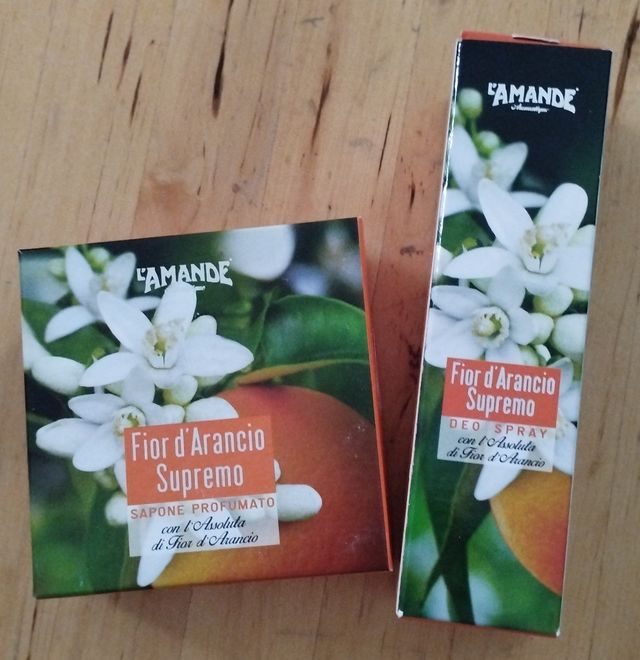 L'AMANDE
Fior d'Arancio
Supremo
SAPONE PROFUMATO
con l'Assoluta
di Fior d'Arancio
L'AMANDE
Fior d'Arancio
Supremo
DEO SPRAY
con l'Assoluta
di Fior d'Arancio